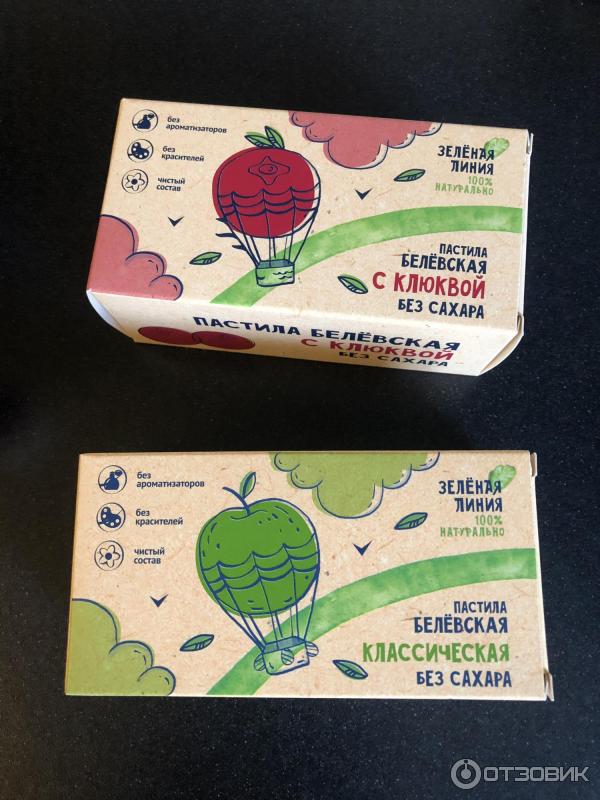 без
ароматизаторов
без
красителей
чистый
состав
ЗЕЛЁНАЯ
ЛИНИЯ
100%
НАТУРАЛЬНО
ПАСТИЛА
БЕЛЁВСКАЯ
С КЛЮКВОЙ
БЕЗ САХАРА
ПАСТИЛА БЕЛЁВСКАЯ
С КЛЮКВОЙ
БЕЗ САХАРА
без
ароматизаторов
без
красителей
чистый
состав
ЗЕЛЁНАЯ
ЛИНИЯ
100%
НАТУРАЛЬНО
ПАСТИЛА
БЕЛЁВСКАЯ
КЛАССИЧЕСКАЯ
БЕЗ САХАРА
ОТЗОВИК